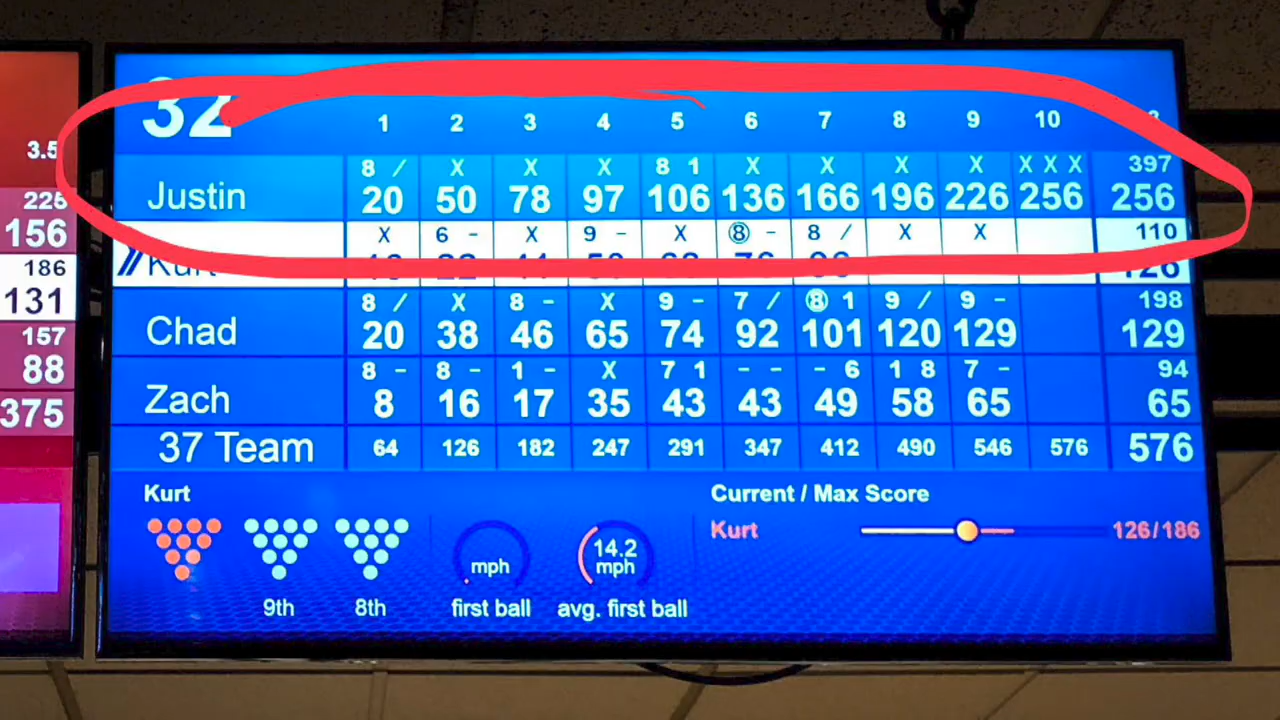 3.5
225
156
186
131
157
88
375
32 1 2 3 4 5 6 7 8 9 10
8 / X X X 8 1 X X X X X X X 397
Justin 20 50 78 97 106 136 166 196 226 256 256
X 6 - X 9 - X 8 - 8 / X X 110
Kurt 126
8 / X 8 - X 9 - 7 / 8 1 9 / 9 - 198
Chad 20 38 46 65 74 92 101 120 129 129
8 - 8 - 1 - X 7 1 - - - 6 1 8 7 - 94
Zach 8 16 17 35 43 43 49 58 65 65
37 Team 64 126 182 247 291 347 412 490 546 576 576
Kurt
9th 8th
mph
first ball
14.2
mph
avg. first ball
Current / Max Score
Kurt 126/186